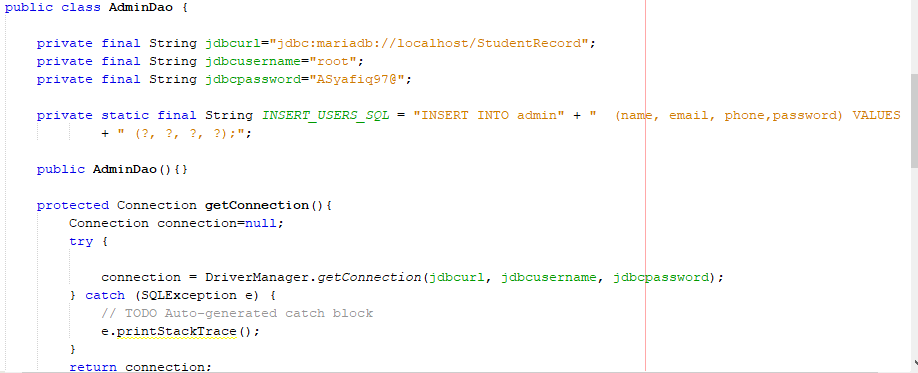 public class AdminDao {
private final String jdbcurl="jdbc:mariadb://localhost/StudentRecord";
private final String jdbcusername="root";
private final String jdbcpassword="ASyafiq97@";
private static final String INSERT_USERS_SQL = "INSERT INTO admin" + "  (name, email, phone,password) VALUES
+ " (?, ?, ?, ?);";
public AdminDao(){}
protected Connection getConnection(){
Connection connection=null;
try {
connection = DriverManager.getConnection(jdbcurl, jdbcusername, jdbcpassword);
} catch (SQLException e) {
// TODO Auto-generated catch block
e.printStackTrace();
}
return connection;